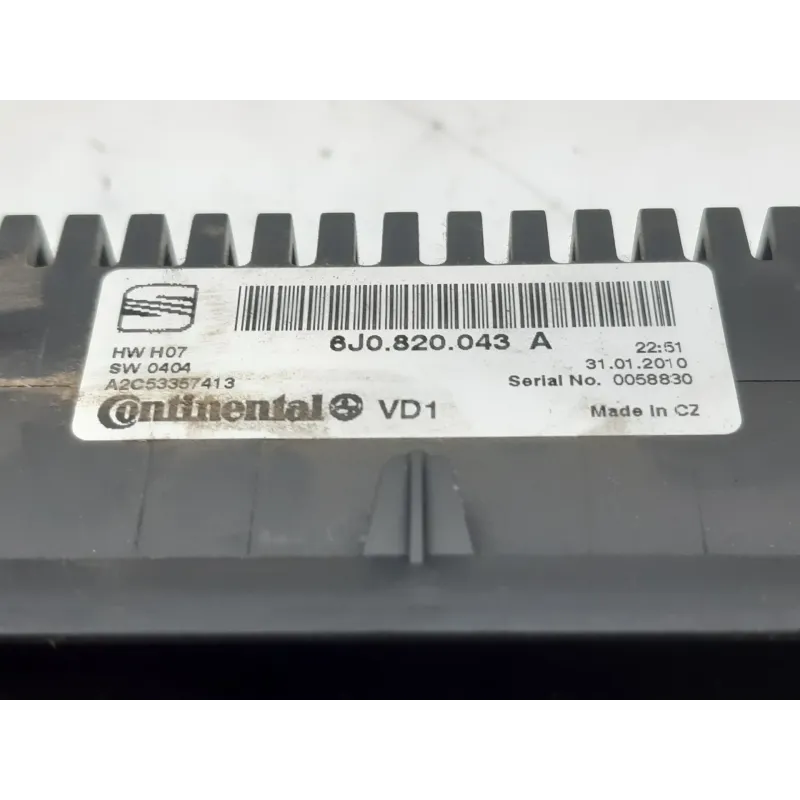 6J0.820.043 A
HW H07
SW 0404
A2C53357413
22:51
31.01.2010
Serial No. 0058830
Continental VD1
Made in CZ